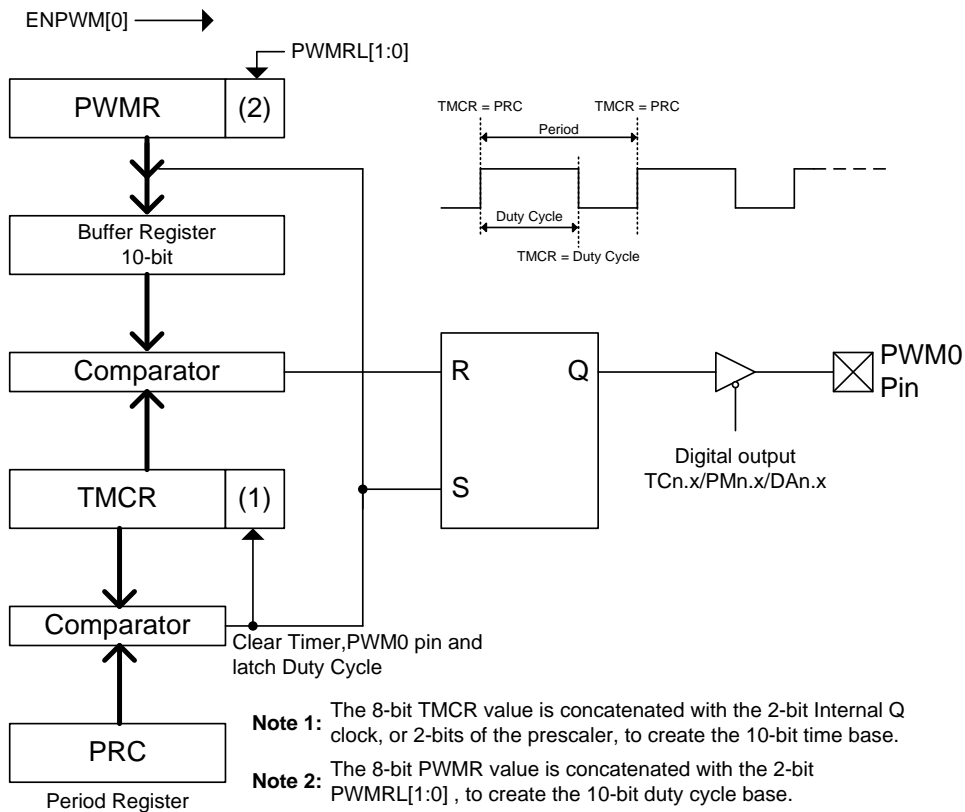 ENPWM[0]
PWMRL[1:0]
PWMR
(2)
TMCR = PRC
TMCR = PRC
Period
Duty Cycle
TMCR = Duty Cycle
Buffer Register
10-bit
Comparator
R
Q
S
PWM0
Pin
Digital output
TCn.x/PMn.x/DAn.x
TMCR
(1)
Comparator
Clear Timer,PWM0 pin and
latch Duty Cycle
PRC
Period Register
Note 1: The 8-bit TMCR value is concatenated with the 2-bit Internal Q
clock, or 2-bits of the prescaler, to create the 10-bit time base.
Note 2: The 8-bit PWMR value is concatenated with the 2-bit
PWMRL[1:0] , to create the 10-bit duty cycle base.